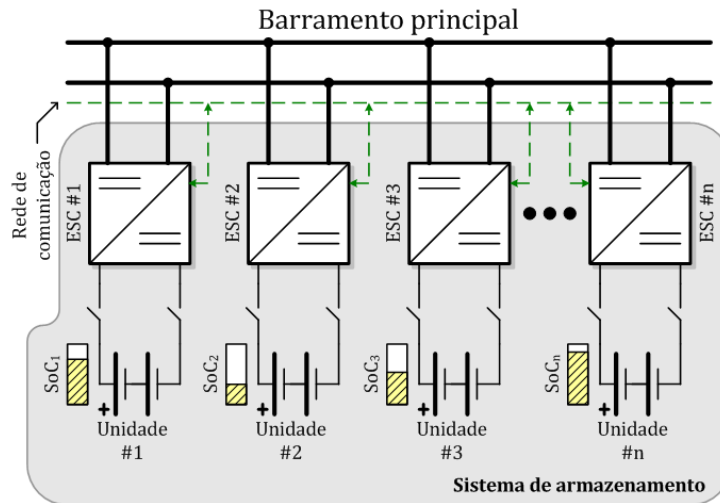 Barramento principal
Rede de
comunicação
ESC #1
ESC #2
ESC #3
ESC #n
SoC1
SoC2
SoC3
SoCn
+
+
+
+
Unidade
#1
Unidade
#2
Unidade
#3
Unidade
#n
Sistema de armazenamento